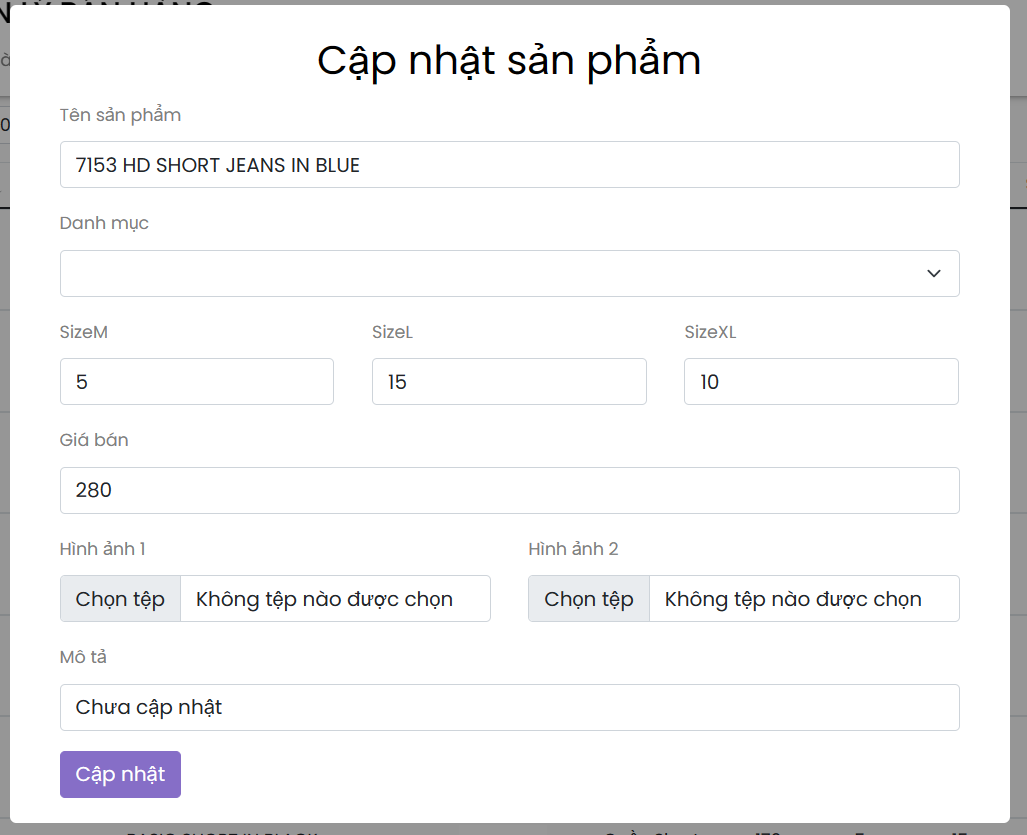 Cập nhật sản phẩm
Tên sản phẩm
7153 HD SHORT JEANS IN BLUE
Danh mục
SizeM SizeL SizeXL
5 15 10
Giá bán
280
Hình ảnh 1 Hình ảnh 2
Chọn tệp Không tệp nào được chọn Chọn tệp Không tệp nào được chọn
Mô tả
Chưa cập nhật
Cập nhật